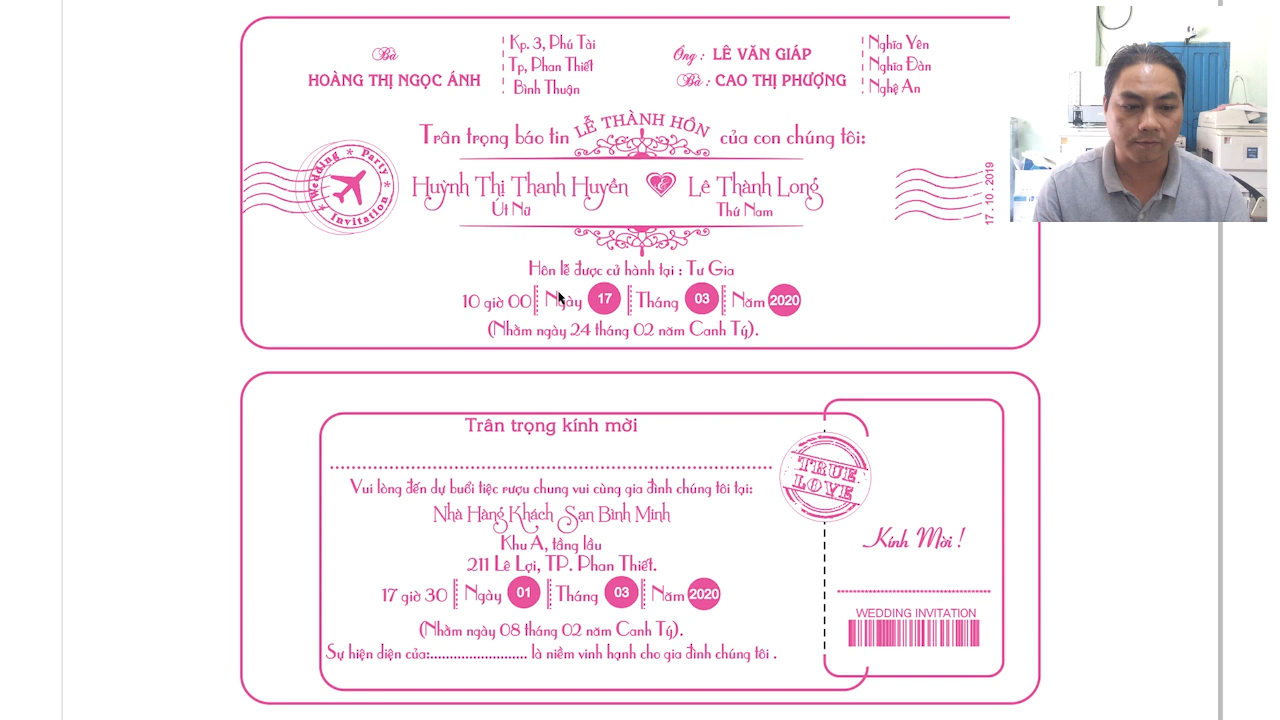 Bà
HOÀNG THỊ NGỌC ÁNH
Kp. 3, Phú Tài
Tp, Phan Thiết
Bình Thuận
Ông : LÊ VĂN GIÁP
Bà : CAO THỊ PHƯỢNG
Nghĩa Yên
Nghĩa Đàn
Nghệ An
Trân trọng báo tin LỄ THÀNH HÔN của con chúng tôi:
Wedding Party
Invitation
Huỳnh Thị Thanh Huyền & Lê Thành Long
Út Nữ Thứ Nam
17 . 10 . 2019
Hôn lễ được cử hành tại : Tư Gia
10 giờ 00 Ngày 17 Tháng 03 Năm 2020
(Nhằm ngày 24 tháng 02 năm Canh Tý).
Trân trọng kính mời
Vui lòng đến dự buổi tiệc rượu chung vui cùng gia đình chúng tôi tại:
Nhà Hàng Khách Sạn Bình Minh
Khu A, tầng lầu
211 Lê Lợi, TP. Phan Thiết.
17 giờ 30 Ngày 01 Tháng 03 Năm 2020
(Nhằm ngày 08 tháng 02 năm Canh Tý).
Sự hiện diện của:......................... là niềm vinh hạnh cho gia đình chúng tôi .
TRUE
LOVE
Kính Mời !
WEDDING INVITATION